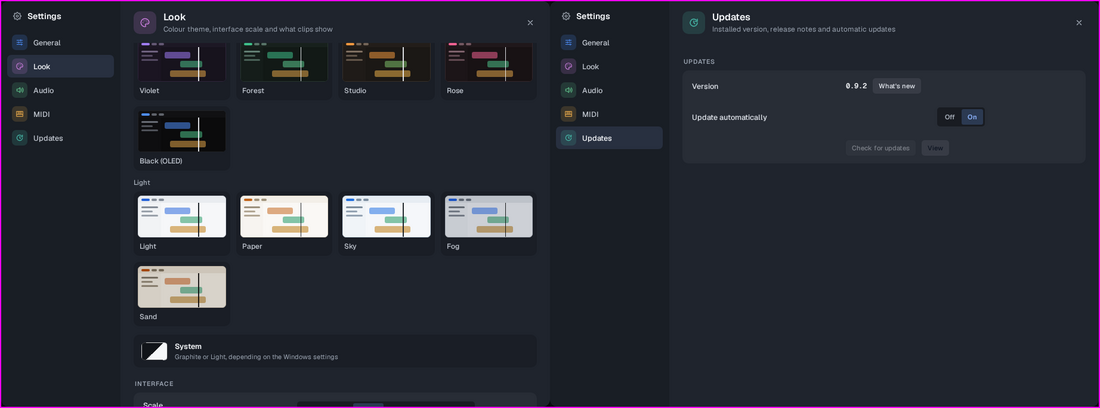 Settings
General
Look
Audio
MIDI
Updates
Look
Colour theme, interface scale and what clips show
Violet
Forest
Studio
Rose
Black (OLED)
Light
Light
Paper
Sky
Fog
Sand
System
Graphite or Light, depending on the Windows settings
INTERFACE
Scale
Settings
General
Look
Audio
MIDI
Updates
Updates
Installed version, release notes and automatic updates
UPDATES
Version
0.9.2
What's new
Update automatically
Off
On
Check for updates
View